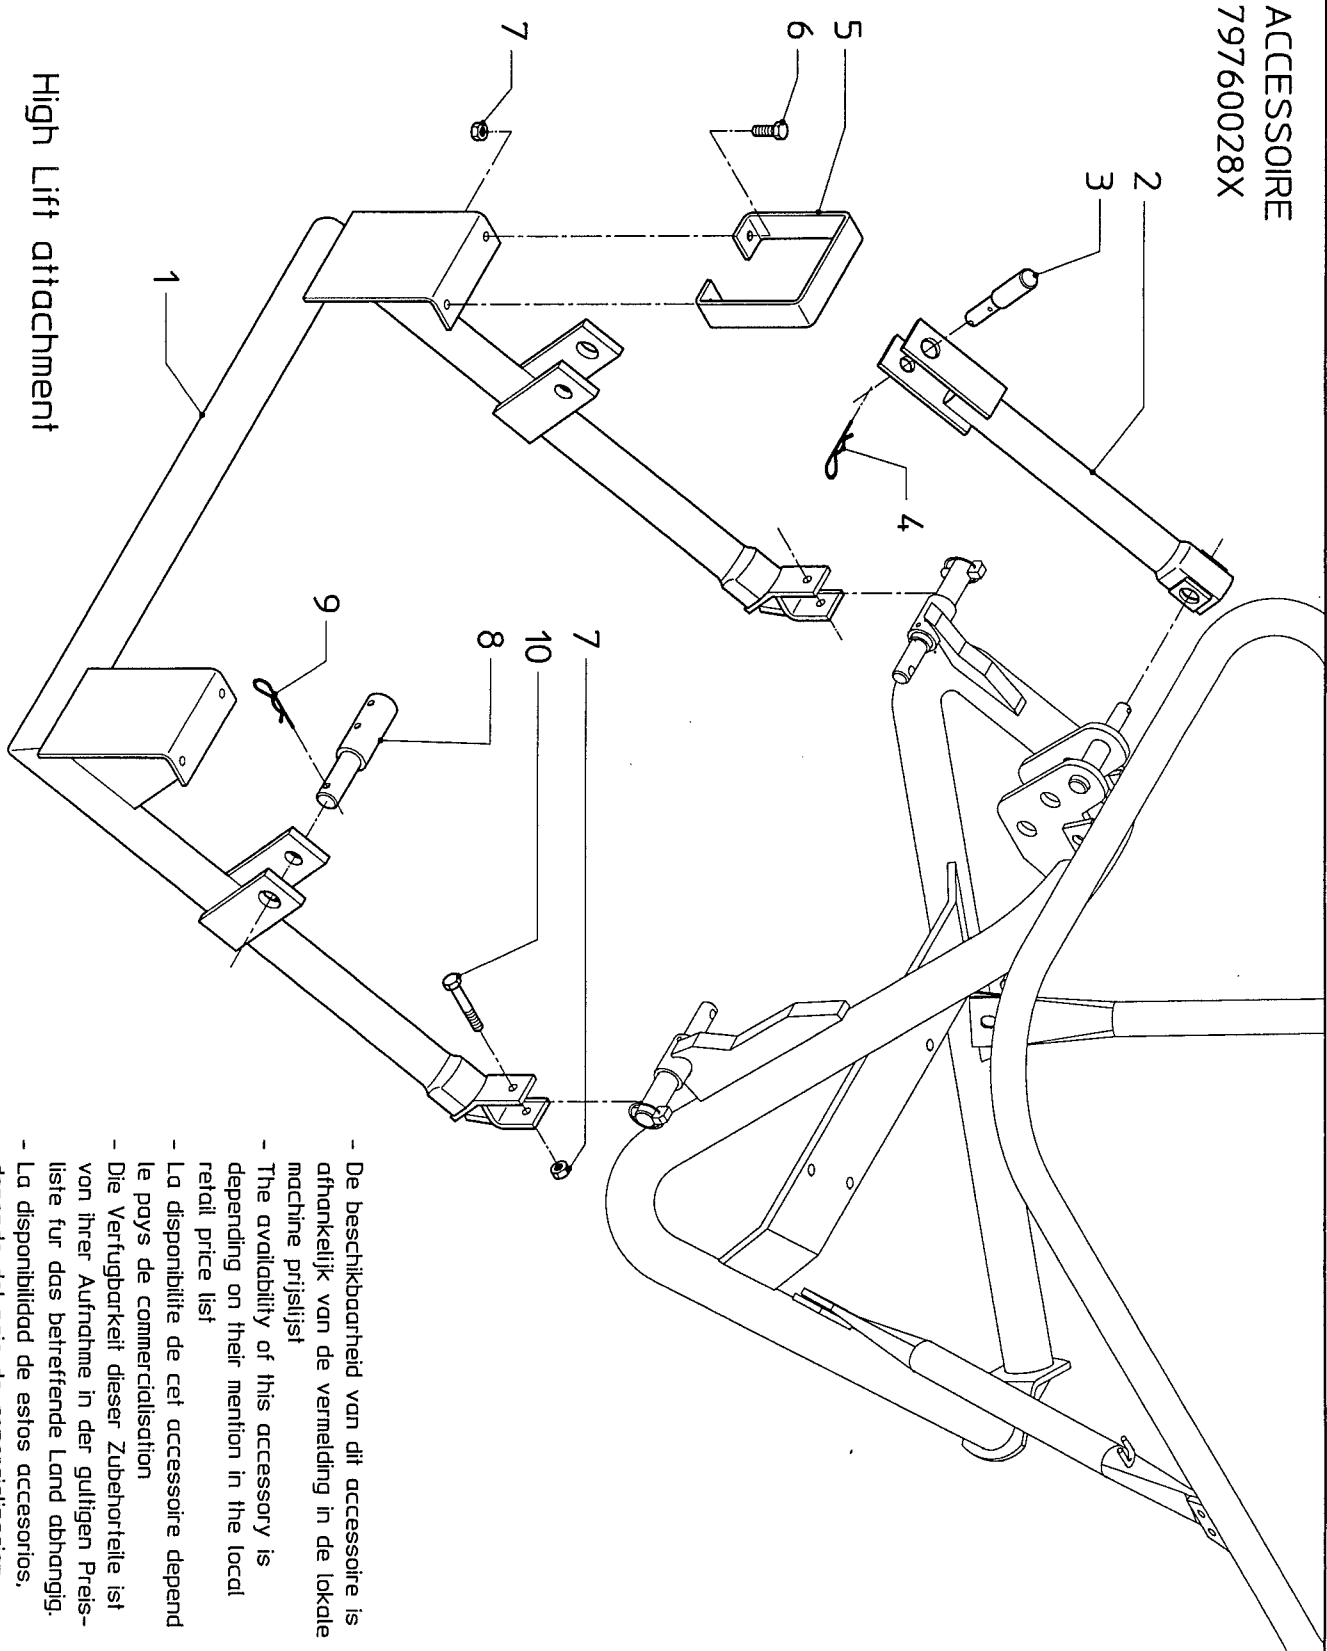 ACCESSOIRE
79760028X
2
3
5
6
7
4
1
High Lift attachment
7
10
8
9
- De beschikbaarheid van dit accessoire is
afhankelijk van de vermelding in de lokale
machine prijslijst
- The availability of this accessory is
depending on their mention in the local
retail price list
- La disponibilite de cet accessoire depend
le pays de commercialisation
- Die Verfugbarkeit dieser Zubehorteile ist
von ihrer Aufnahme in der gultigen Preis-
liste fur das betreffende Land abhangig.
- La disponibilidad de estos accesorios,